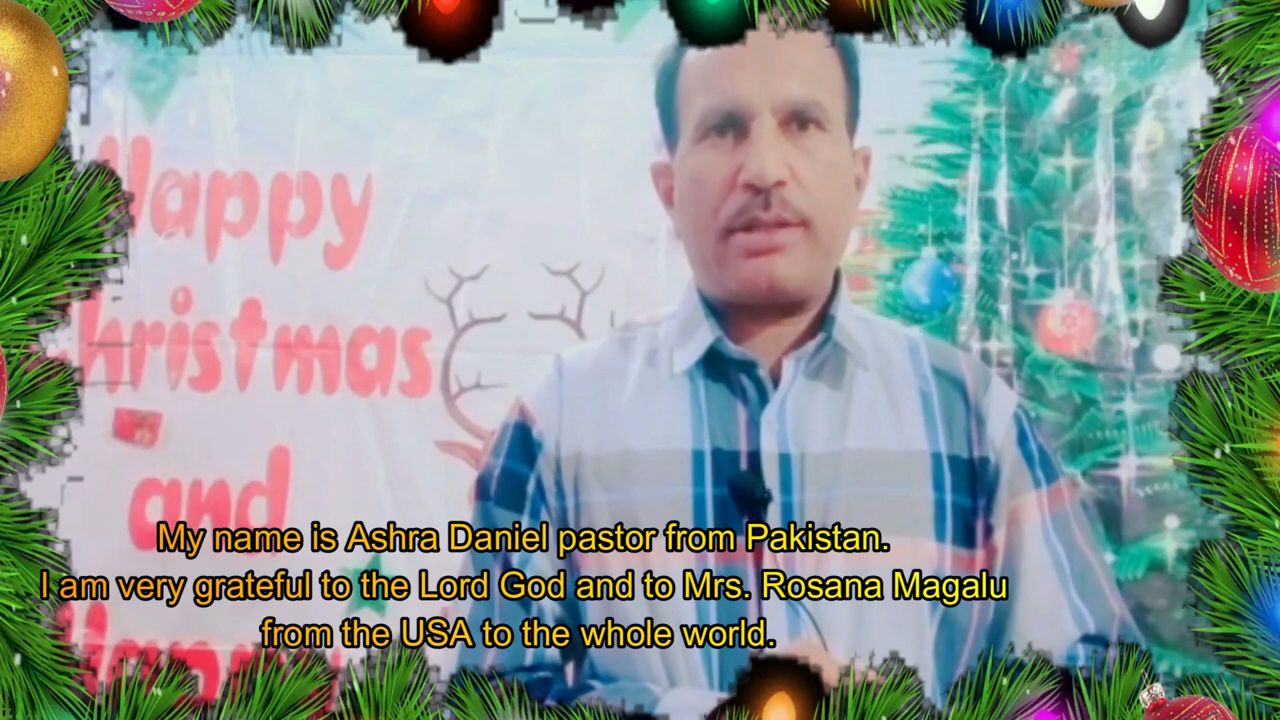 Happy
Christmas
and
Happy
My name is Ashra Daniel pastor from Pakistan.
I am very grateful to the Lord God and to Mrs. Rosana Magalu
from the USA to the whole world.